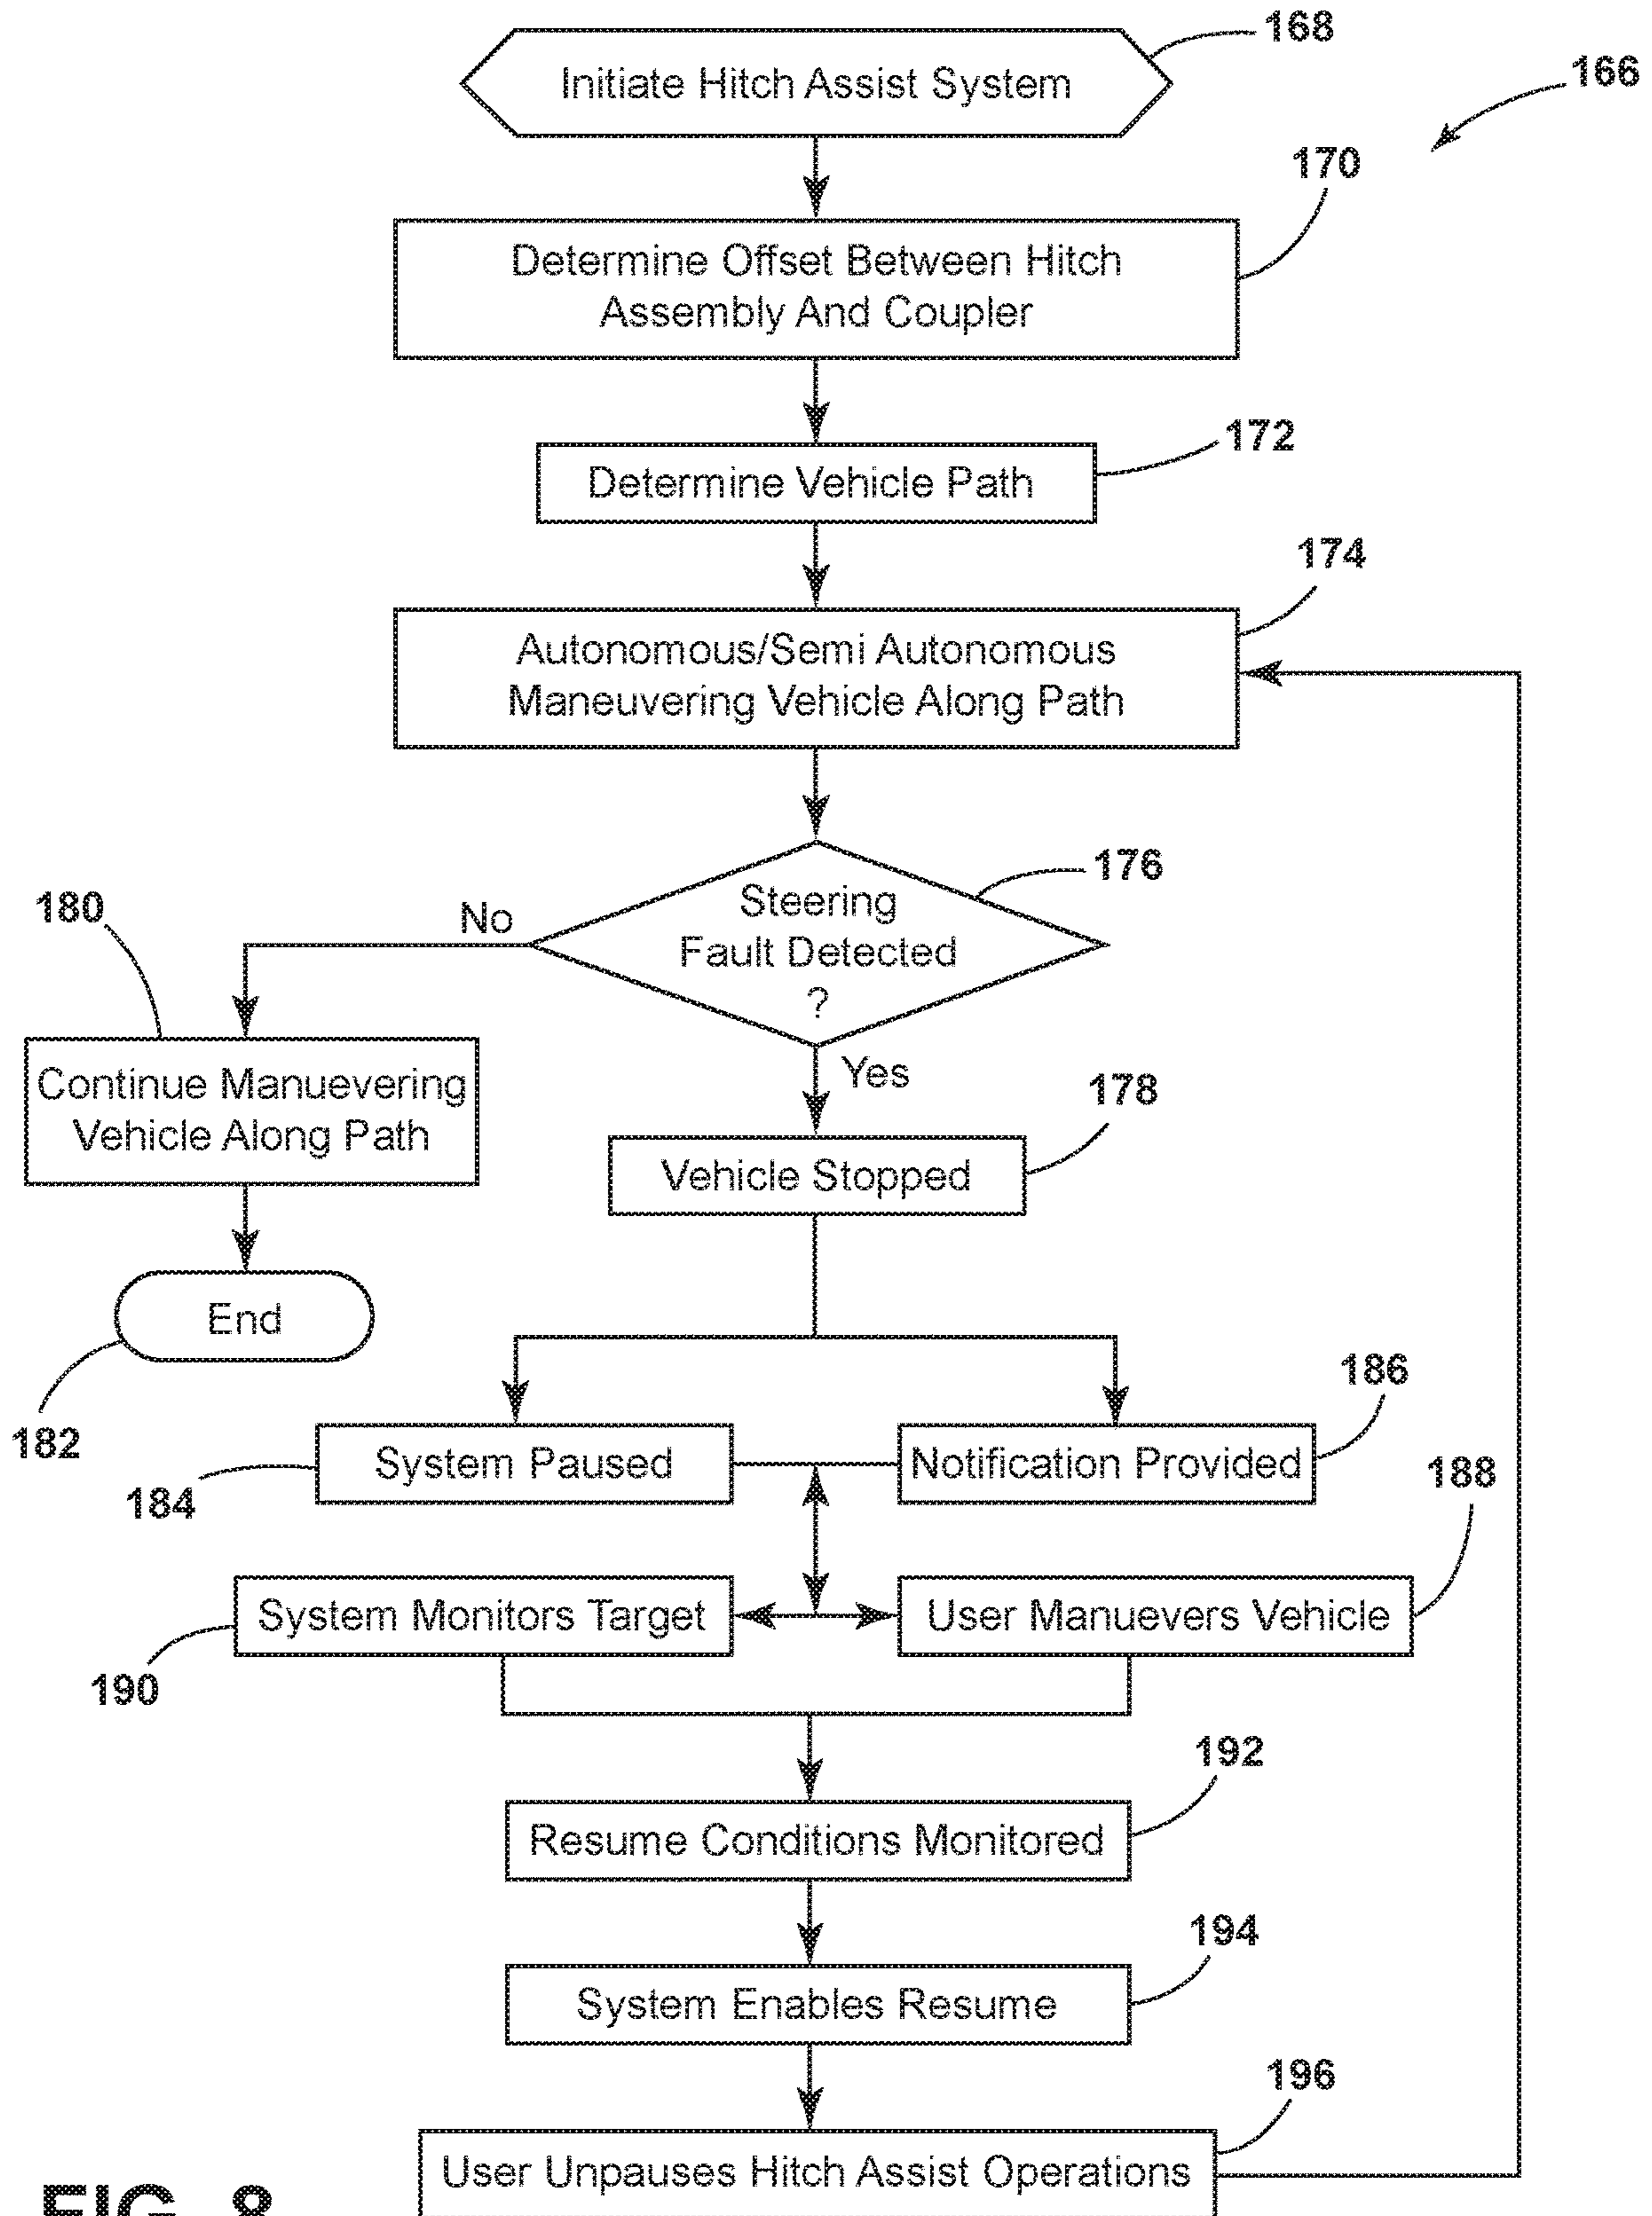 168
Initiate Hitch Assist System
166
170
Determine Offset Between Hitch
Assembly And Coupler
172
Determine Vehicle Path
174
Autonomous/Semi Autonomous
Maneuvering Vehicle Along Path
176
Steering
Fault Detected
?
No
180
Yes
Continue Manuevering
Vehicle Along Path
178
Vehicle Stopped
End
182
186
System Paused
Notification Provided
184
188
System Monitors Target
User Manuevers Vehicle
190
192
Resume Conditions Monitored
194
System Enables Resume
196
User Unpauses Hitch Assist Operations
FIG. 8